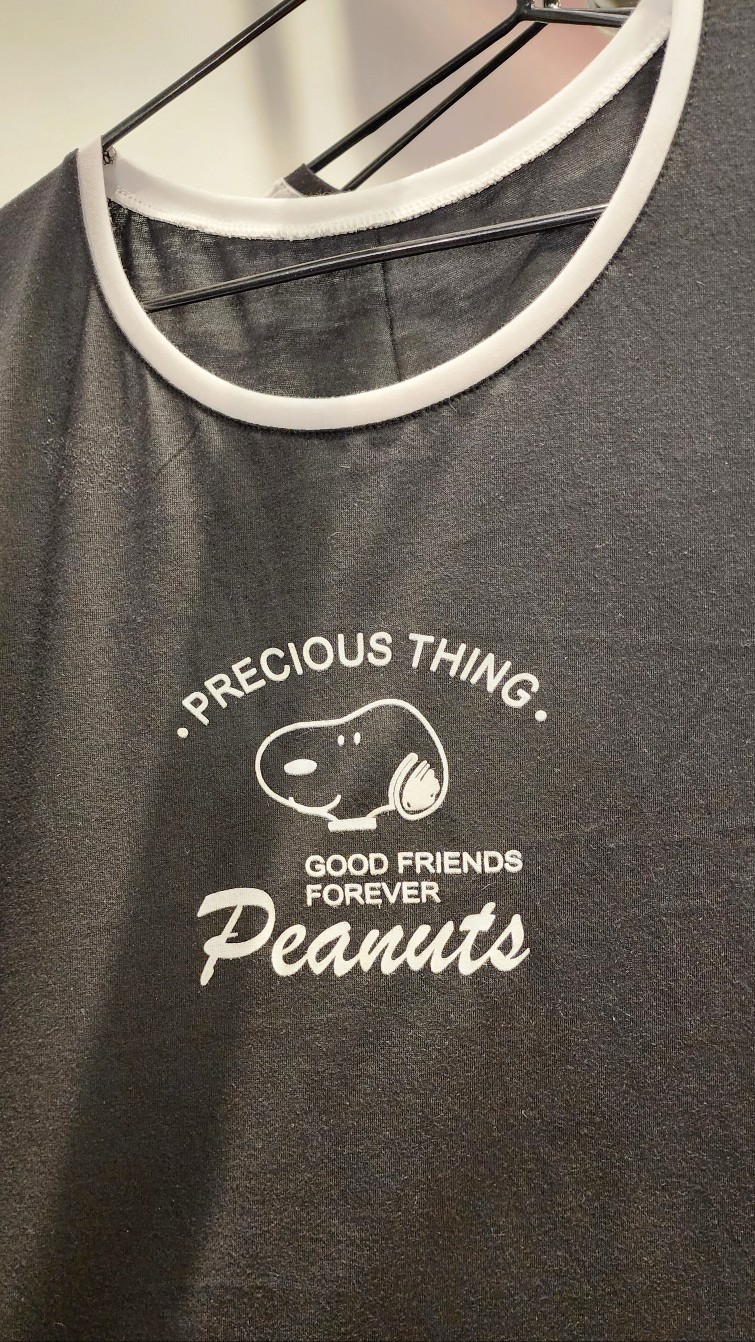 • PRECIOUS THING •
GOOD FRIENDS
FOREVER
Peanuts